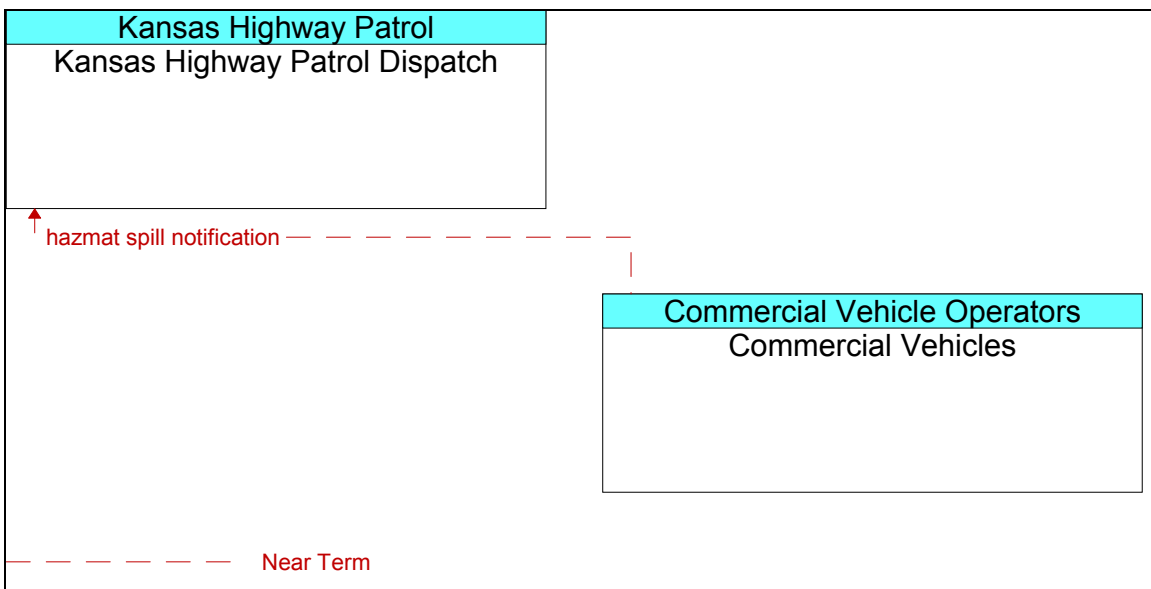 Kansas Highway Patrol
Kansas Highway Patrol Dispatch
hazmat spill notification
Commercial Vehicle Operators
Commercial Vehicles
Near Term